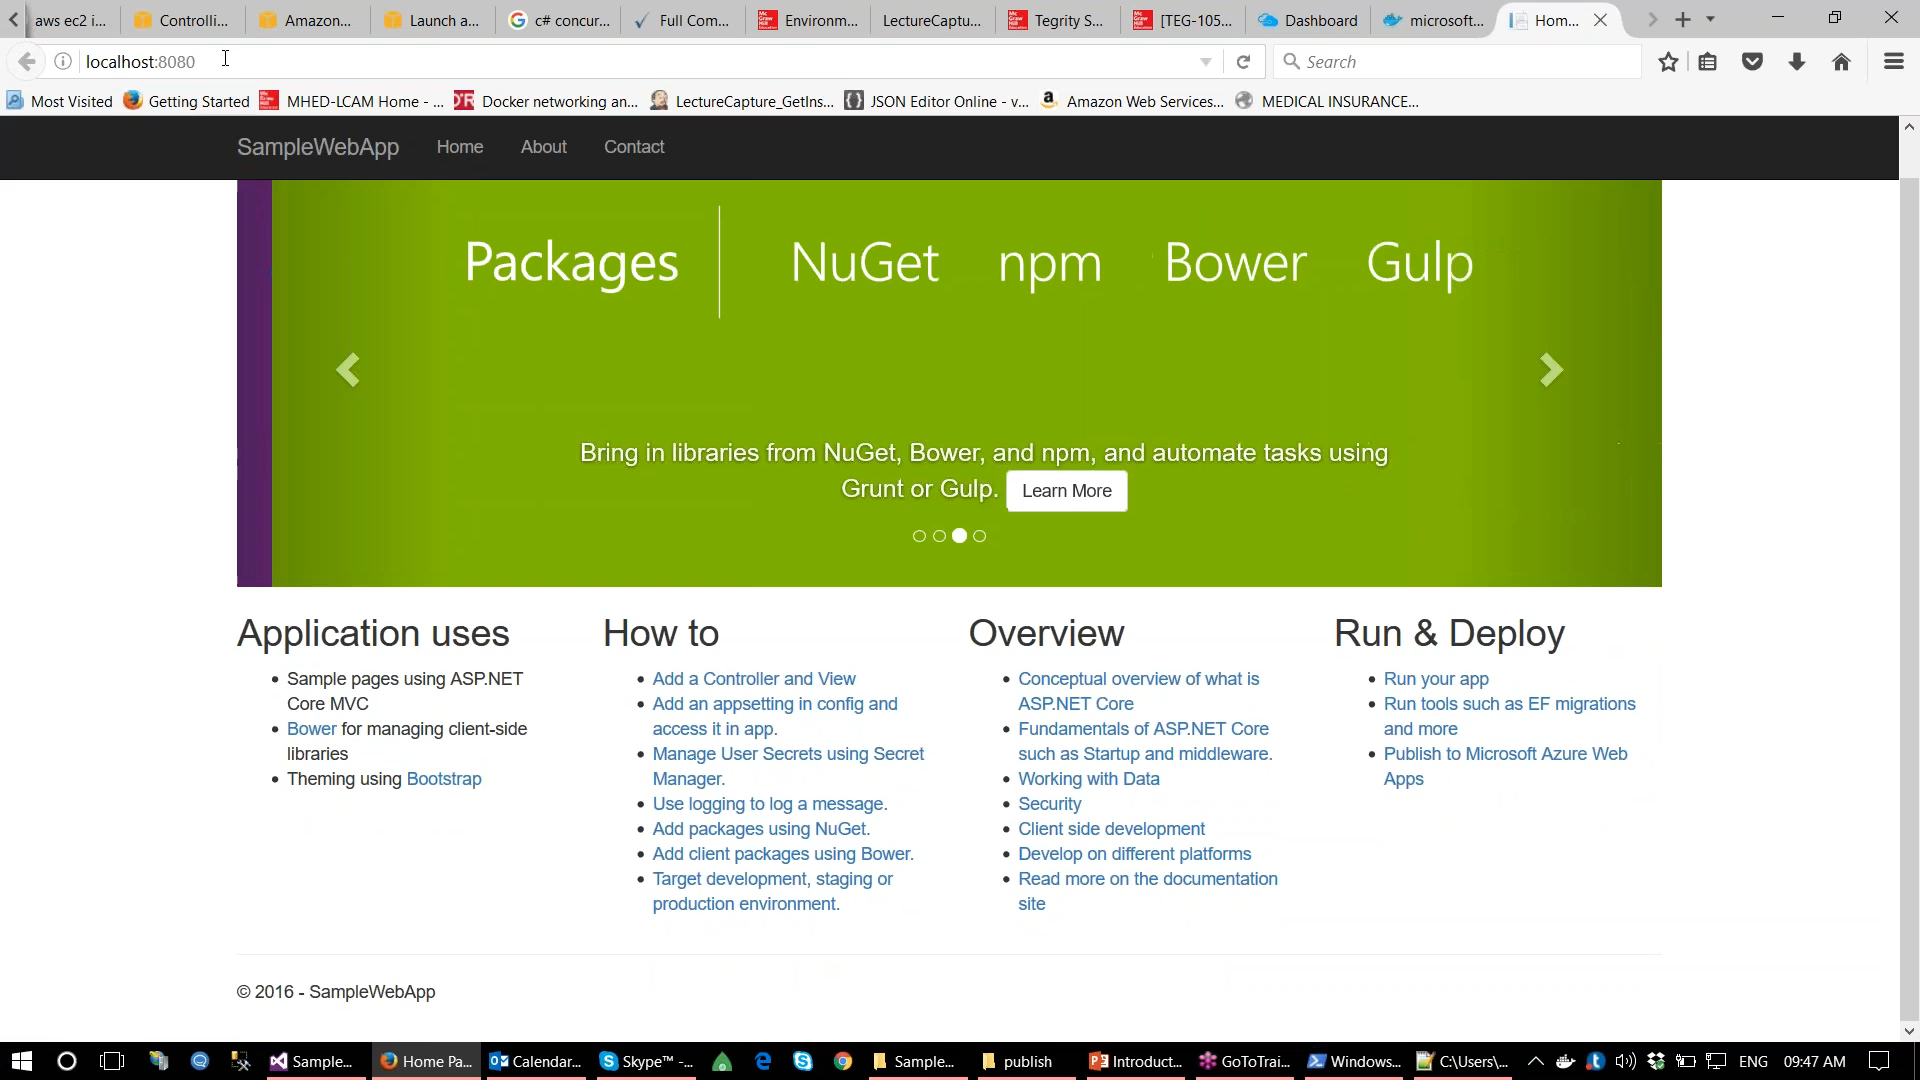 aws ec2 i...
Controlli...
Amazon...
Launch a...
c# concur...
Full Com...
Environm...
LectureCaptu...
Tegrity S...
[TEG-105...
Dashboard
microsoft...
Hom...
localhost:8080
Search
Most Visited
Getting Started
MHED-LCAM Home - ...
Docker networking an...
LectureCapture_GetIns...
JSON Editor Online - v...
Amazon Web Services...
MEDICAL INSURANCE...
SampleWebApp
Home
About
Contact
Packages
NuGet
npm
Bower
Gulp
Bring in libraries from NuGet, Bower, and npm, and automate tasks using
Grunt or Gulp.
Learn More
Application uses
Sample pages using ASP.NET
Core MVC
Bower for managing client-side
libraries
Theming using Bootstrap
How to
Add a Controller and View
Add an appsetting in config and
access it in app.
Manage User Secrets using Secret
Manager.
Use logging to log a message.
Add packages using NuGet.
Add client packages using Bower.
Target development, staging or
production environment.
Overview
Conceptual overview of what is
ASP.NET Core
Fundamentals of ASP.NET Core
such as Startup and middleware.
Working with Data
Security
Client side development
Develop on different platforms
Read more on the documentation
site
Run & Deploy
Run your app
Run tools such as EF migrations
and more
Publish to Microsoft Azure Web
Apps
© 2016 - SampleWebApp
Sample...
Home Pa...
Calendar...
Skype™ -...
Sample...
publish
Introduct...
GoToTrai...
Windows...
C:\Users\...
ENG
09:47 AM